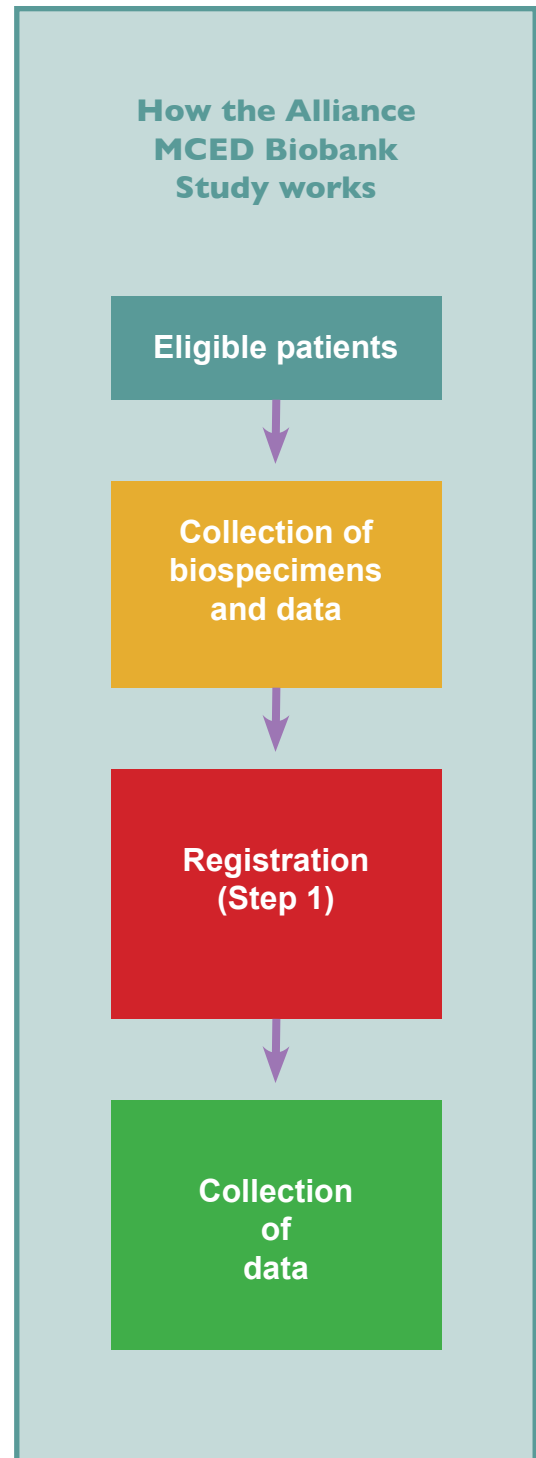 How the Alliance
MCED Biobank
Study works
Eligible patients
Collection of
biospecimens
and data
Registration
(Step 1)
Collection
of
data